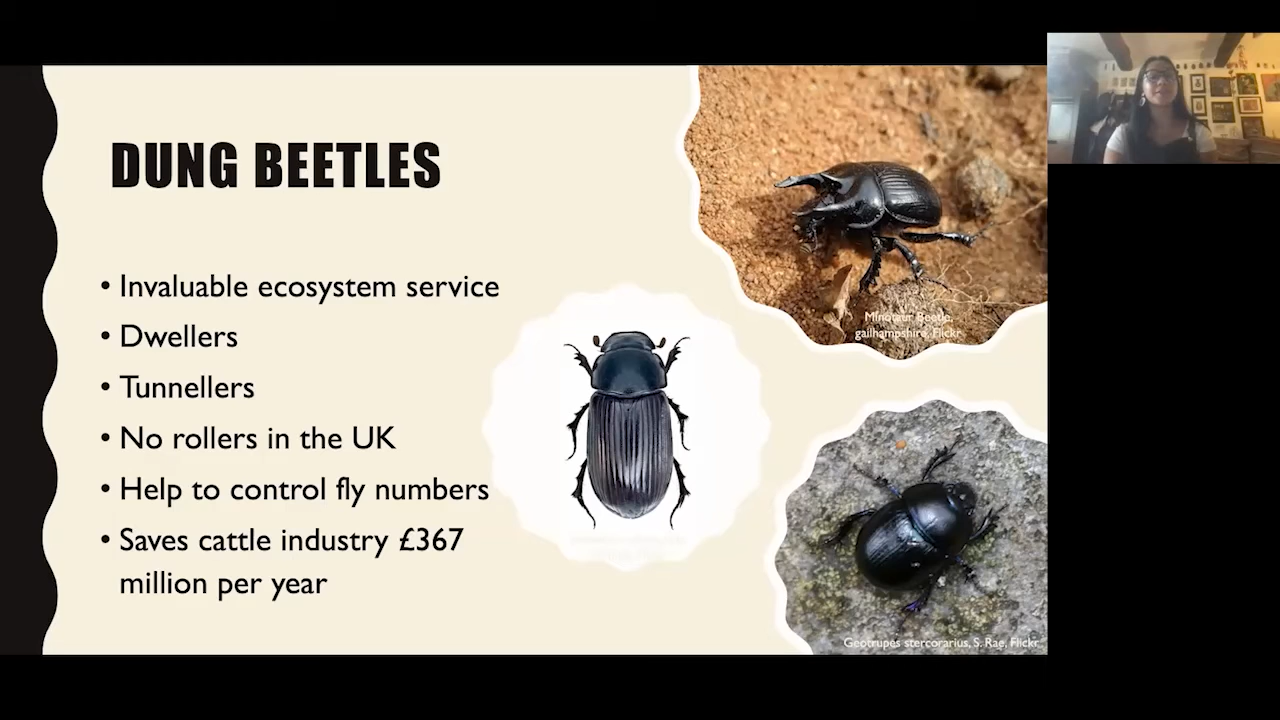 DUNG BEETLES
• Invaluable ecosystem service
• Dwellers
• Tunnellers
• No rollers in the UK
• Help to control fly numbers
• Saves cattle industry £367
million per year
Minotaur Beetle,
gailhampshire, Flickr
Geotrupes stercorarius, S. Rae, Flickr